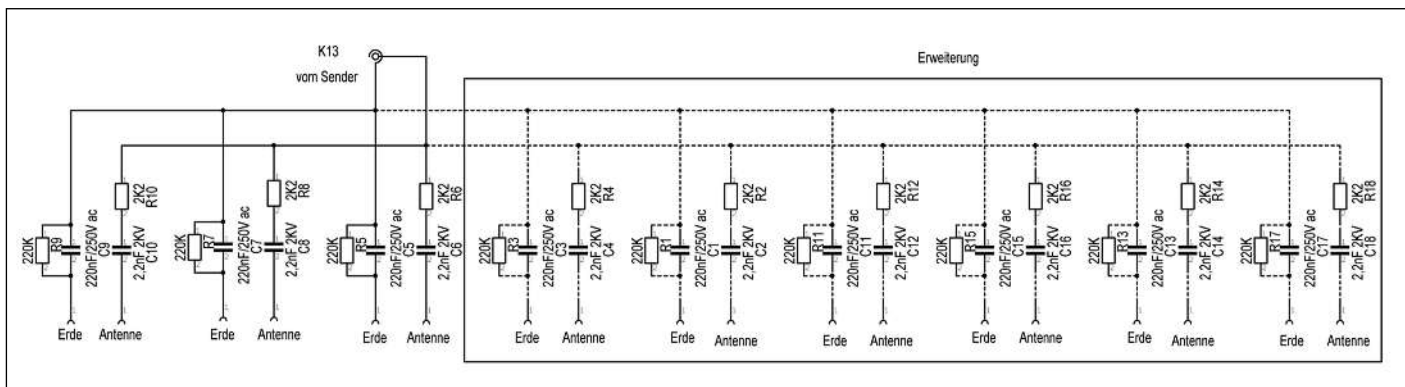 K13
vom Sender
Erweiterung
220K
R9
220nF/250V ac
C9
2K2
R10
2,2nF 2KV
C10
220K
R7
220nF/250V ac
C7
2K2
R8
2,2nF 2KV
C8
220K
R5
220nF/250V ac
C5
2K2
R6
2,2nF 2KV
C6
220K
R3
220nF/250V ac
C3
2K2
R4
2,2nF 2KV
C4
220K
R1
220nF/250V ac
C1
2K2
R2
2,2nF 2KV
C2
220K
R11
220nF/250V ac
C11
2K2
R12
2,2nF 2KV
C12
220K
R15
220nF/250V ac
C15
2K2
R16
2,2nF 2KV
C16
220K
R13
220nF/250V ac
C13
2K2
R14
2,2nF 2KV
C14
220K
R17
220nF/250V ac
C17
2K2
R18
2,2nF 2KV
C18
Erde Antenne Erde Antenne Erde Antenne Erde Antenne Erde Antenne Erde Antenne Erde Antenne Erde Antenne Erde Antenne